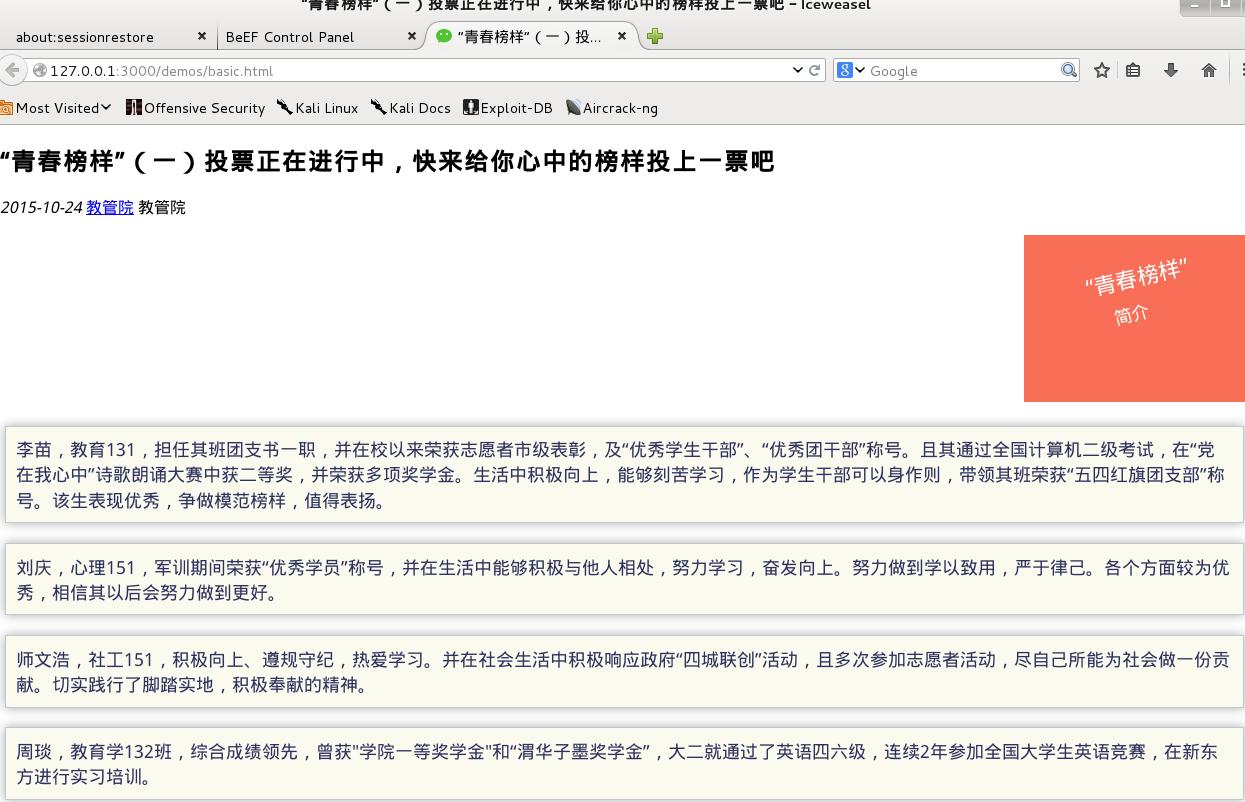 “青春榜样”（一）投票正在进行中，快来给你心中的榜样投上一票吧 - Iceweasel
about:sessionrestore
BeEF Control Panel
“青春榜样”（一）投...
127.0.0.1:3000/demos/basic.html
Google
Most Visited
Offensive Security
Kali Linux
Kali Docs
Exploit-DB
Aircrack-ng
“青春榜样”（一）投票正在进行中，快来给你心中的榜样投上一票吧
2015-10-24 教管院 教管院
“青春榜样”
简介
李苗，教育131，担任其班团支书一职，并在校以来荣获志愿者市级表彰，及“优秀学生干部”、“优秀团干部”称号。且其通过全国计算机二级考试，在“党
在我心中”诗歌朗诵大赛中获二等奖，并荣获多项奖学金。生活中积极向上，能够刻苦学习，作为学生干部可以身作则，带领其班荣获“五四红旗团支部”称
号。该生表现优秀，争做模范榜样，值得表扬。
刘庆，心理151，军训期间荣获“优秀学员”称号，并在生活中能够积极与他人相处，努力学习，奋发向上。努力做到学以致用，严于律己。各个方面较为优
秀，相信其以后会努力做到更好。
师文浩，社工151，积极向上、遵规守纪，热爱学习。并在社会生活中积极响应政府“四城联创”活动，且多次参加志愿者活动，尽自己所能为社会做一份贡
献。切实践行了脚踏实地，积极奉献的精神。
周琰，教育学132班，综合成绩领先，曾获"学院一等奖学金"和“渭华子墨奖学金”，大二就通过了英语四六级，连续2年参加全国大学生英语竞赛，在新东
方进行实习培训。